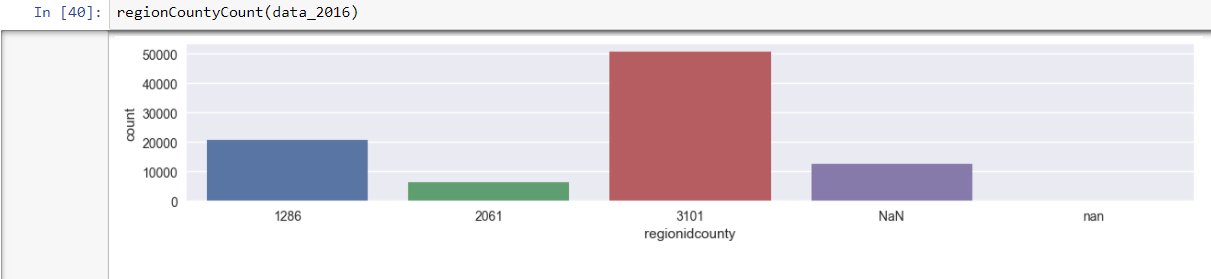 In [40]: regionCountyCount(data_2016)
50000
40000
30000
20000
10000
0
count
1286 2061 3101 NaN nan
regionidcounty